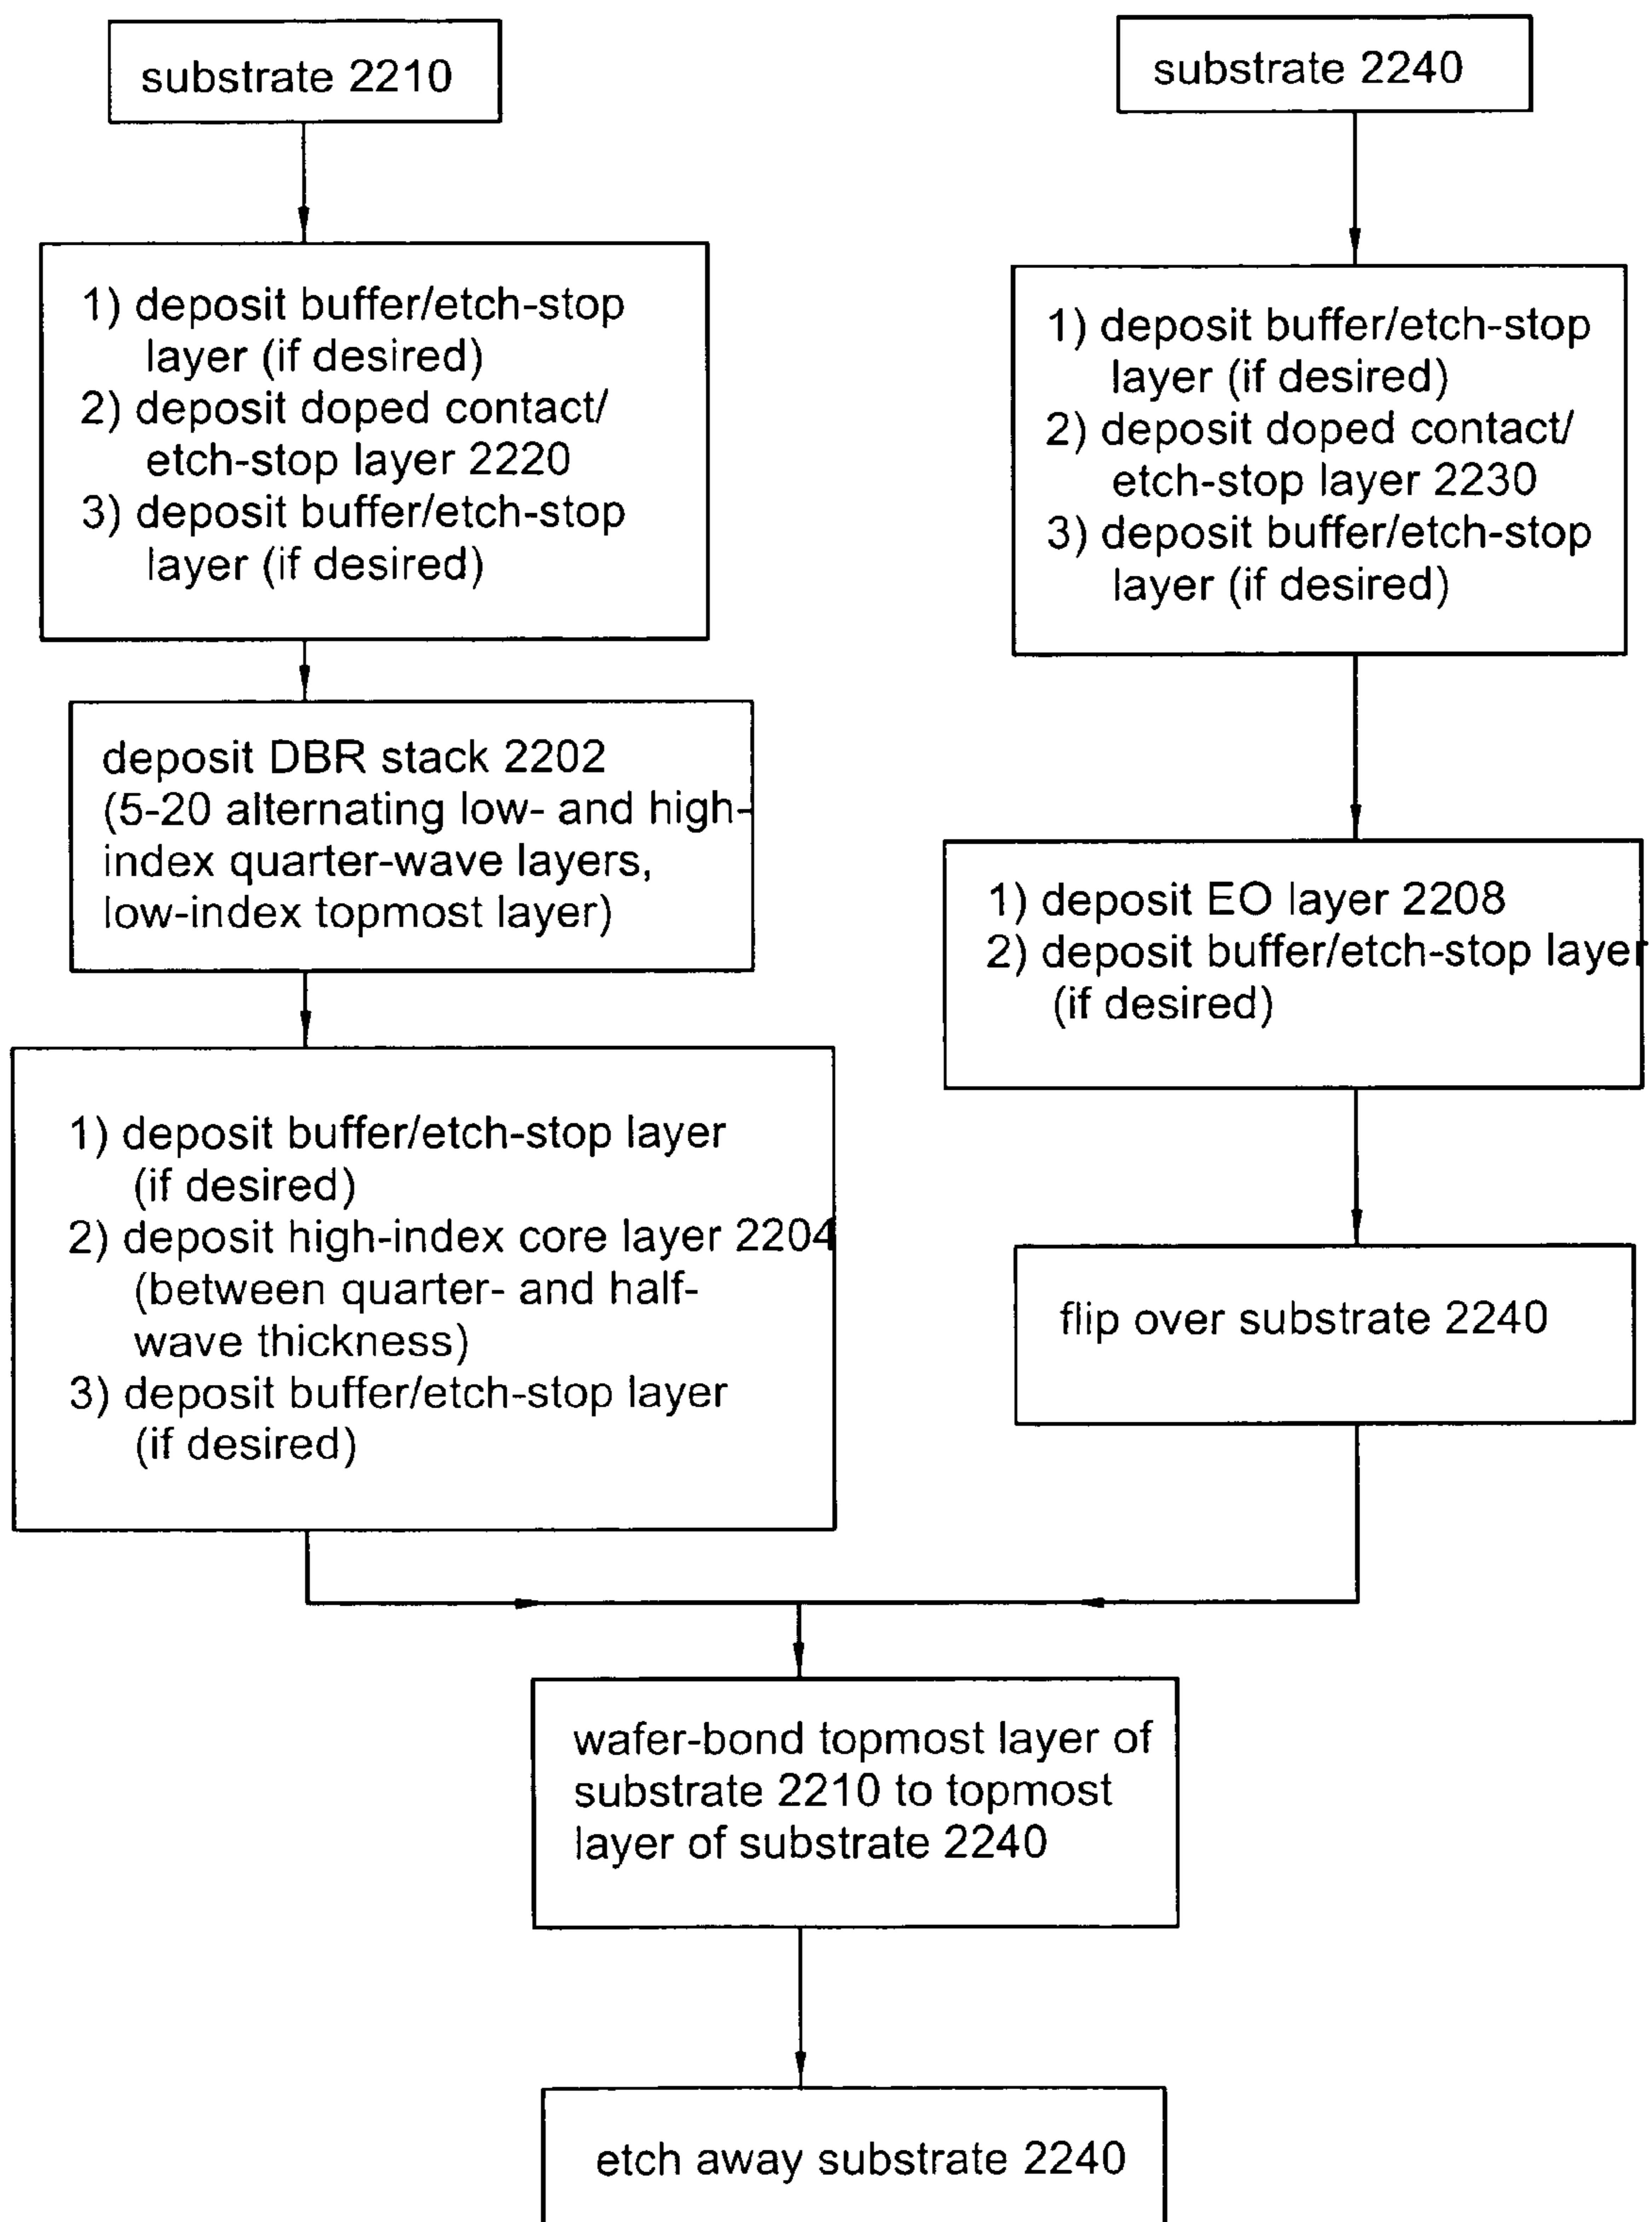 substrate 2210
1) deposit buffer/etch-stop
layer (if desired)
2) deposit doped contact/
etch-stop layer 2220
3) deposit buffer/etch-stop
layer (if desired)
deposit DBR stack 2202
(5-20 alternating low- and high-
index quarter-wave layers,
low-index topmost layer)
1) deposit buffer/etch-stop layer
(if desired)
2) deposit high-index core layer 2204
(between quarter- and half-
wave thickness)
3) deposit buffer/etch-stop layer
(if desired)
substrate 2240
1) deposit buffer/etch-stop
layer (if desired)
2) deposit doped contact/
etch-stop layer 2230
3) deposit buffer/etch-stop
layer (if desired)
1) deposit EO layer 2208
2) deposit buffer/etch-stop layer
(if desired)
flip over substrate 2240
wafer-bond topmost layer of
substrate 2210 to topmost
layer of substrate 2240
etch away substrate 2240